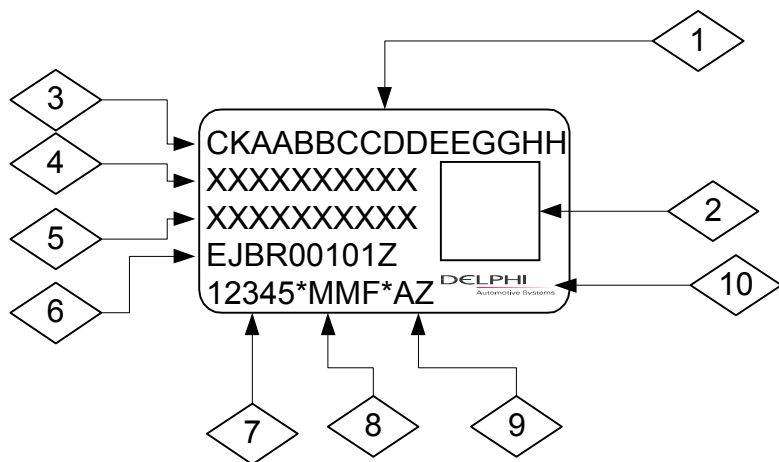 1
3
CKAABBCCDDEEGGHH
4
XXXXXXXXXX
2
5
XXXXXXXXXX
EJBR00101Z
6
12345*MMF*AZ
DELPHI
Automotive Systems
10
7
8
9